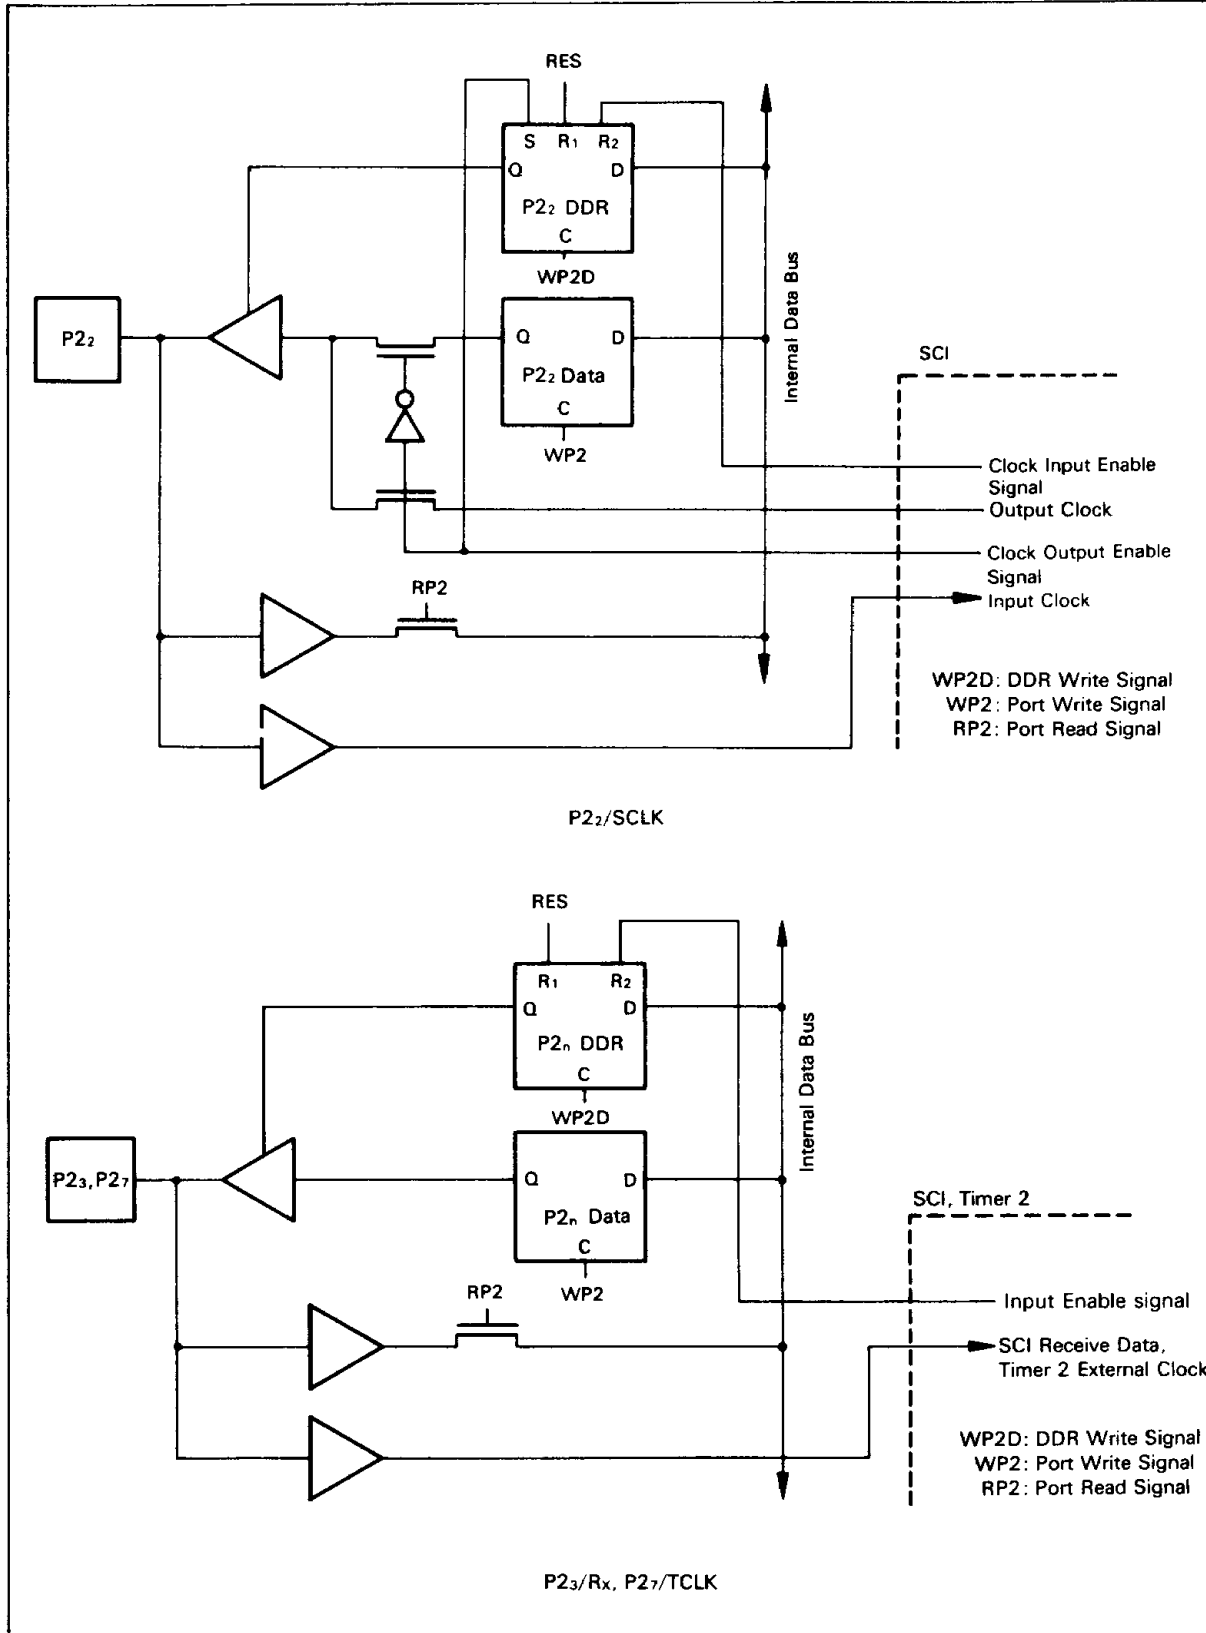 RES
S R1 R2
Q D
P22 DDR
C
WP2D
P22
Q D
P22 Data
C
WP2
Internal Data Bus
SCI
Clock Input Enable
Signal
Output Clock
Clock Output Enable
Signal
Input Clock
RP2
WP2D: DDR Write Signal
WP2: Port Write Signal
RP2: Port Read Signal
P22/SCLK
RES
R1 R2
Q D
P2n DDR
C
WP2D
P23, P27
Q D
P2n Data
C
WP2
Internal Data Bus
SCI, Timer 2
RP2
Input Enable signal
SCI Receive Data,
Timer 2 External Clock
WP2D: DDR Write Signal
WP2: Port Write Signal
RP2: Port Read Signal
P23/Rx, P27/TCLK